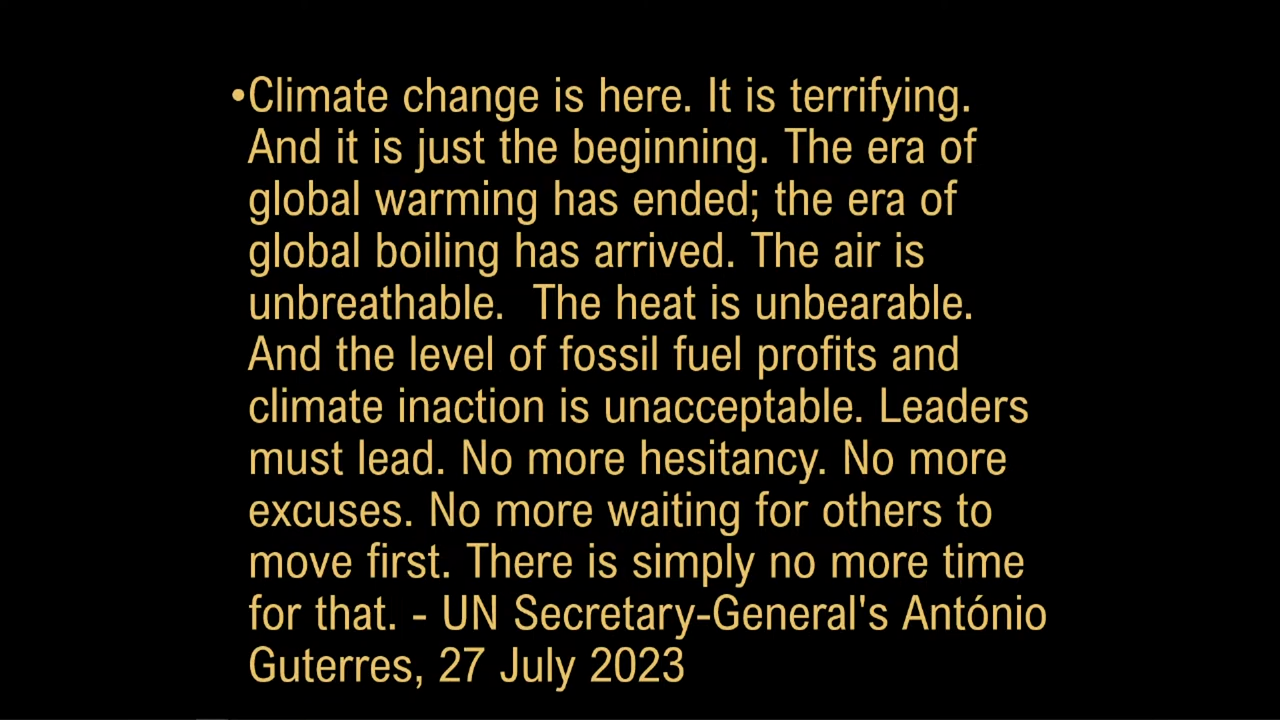 •Climate change is here. It is terrifying.
And it is just the beginning. The era of
global warming has ended; the era of
global boiling has arrived. The air is
unbreathable.  The heat is unbearable.
And the level of fossil fuel profits and
climate inaction is unacceptable. Leaders
must lead. No more hesitancy. No more
excuses. No more waiting for others to
move first. There is simply no more time
for that. - UN Secretary-General's António
Guterres, 27 July 2023